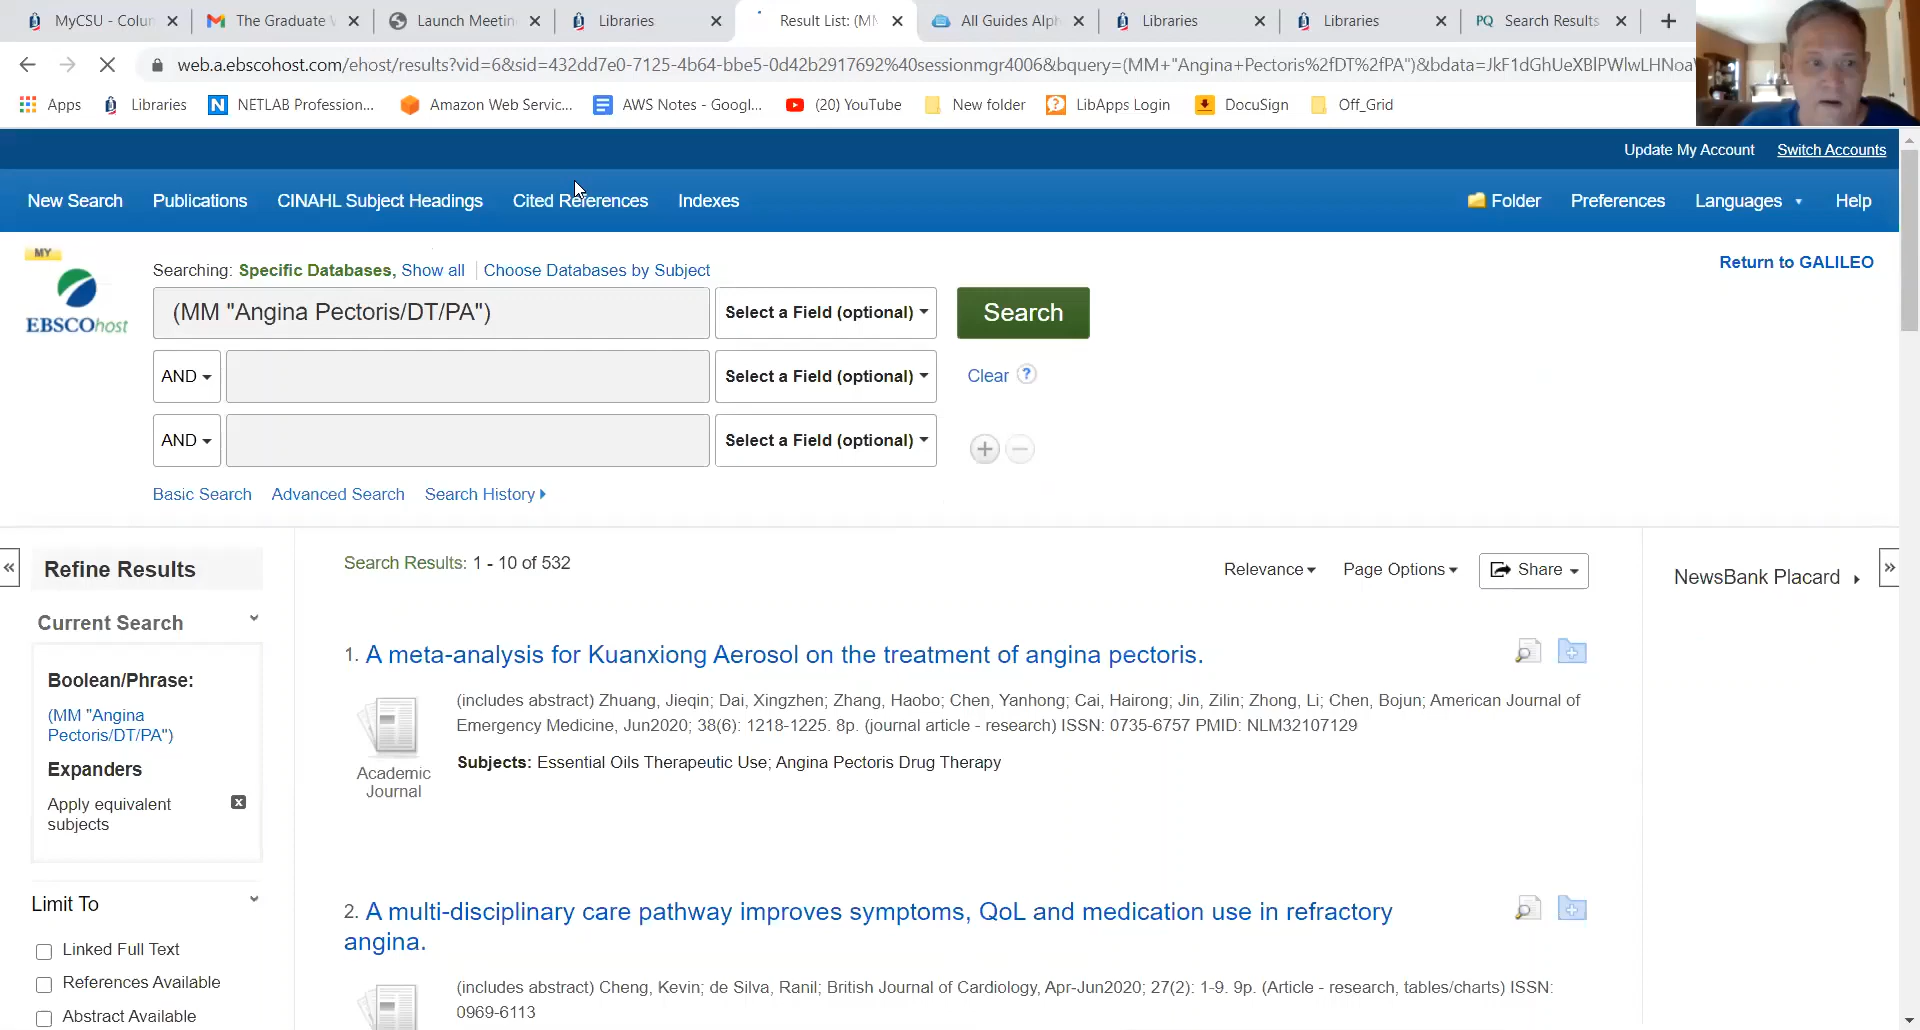 MyCSU - Colun
The Graduate V
Launch Meetin
Libraries
Result List: (MM
All Guides Alph
Libraries
Libraries
PQ Search Results
web.a.ebscohost.com/ehost/results?vid=6&sid=432dd7e0-7125-4b64-bbe5-0d42b2917692%40sessionmgr4006&bquery=(MM+"Angina+Pectoris%2fDT%2fPA")&bdata=JkF1dGhUeXBlPWlwLHNoaV
Apps
Libraries
N NETLAB Profession...
Amazon Web Servic...
AWS Notes - Googl...
(20) YouTube
New folder
LibApps Login
DocuSign
Off_Grid
Update My Account
Switch Accounts
New Search
Publications
CINAHL Subject Headings
Cited References
Indexes
Folder
Preferences
Languages
Help
MY
EBSCOhost
Searching: Specific Databases, Show all
Choose Databases by Subject
Return to GALILEO
(MM "Angina Pectoris/DT/PA")
Select a Field (optional)
Search
AND
Select a Field (optional)
Clear ?
AND
Select a Field (optional)
Basic Search
Advanced Search
Search History
Refine Results
Search Results: 1 - 10 of 532
Relevance
Page Options
Share
NewsBank Placard
Current Search
Boolean/Phrase:
(MM "Angina
Pectoris/DT/PA")
Expanders
Apply equivalent
subjects
Limit To
Linked Full Text
References Available
Abstract Available
1. A meta-analysis for Kuanxiong Aerosol on the treatment of angina pectoris.
(includes abstract) Zhuang, Jieqin; Dai, Xingzhen; Zhang, Haobo; Chen, Yanhong; Cai, Hairong; Jin, Zilin; Zhong, Li; Chen, Bojun; American Journal of
Emergency Medicine, Jun2020; 38(6): 1218-1225. 8p. (journal article - research) ISSN: 0735-6757 PMID: NLM32107129
Subjects: Essential Oils Therapeutic Use; Angina Pectoris Drug Therapy
Academic
Journal
2. A multi-disciplinary care pathway improves symptoms, QoL and medication use in refractory
angina.
(includes abstract) Cheng, Kevin; de Silva, Ranil; British Journal of Cardiology, Apr-Jun2020; 27(2): 1-9. 9p. (Article - research, tables/charts) ISSN:
0969-6113